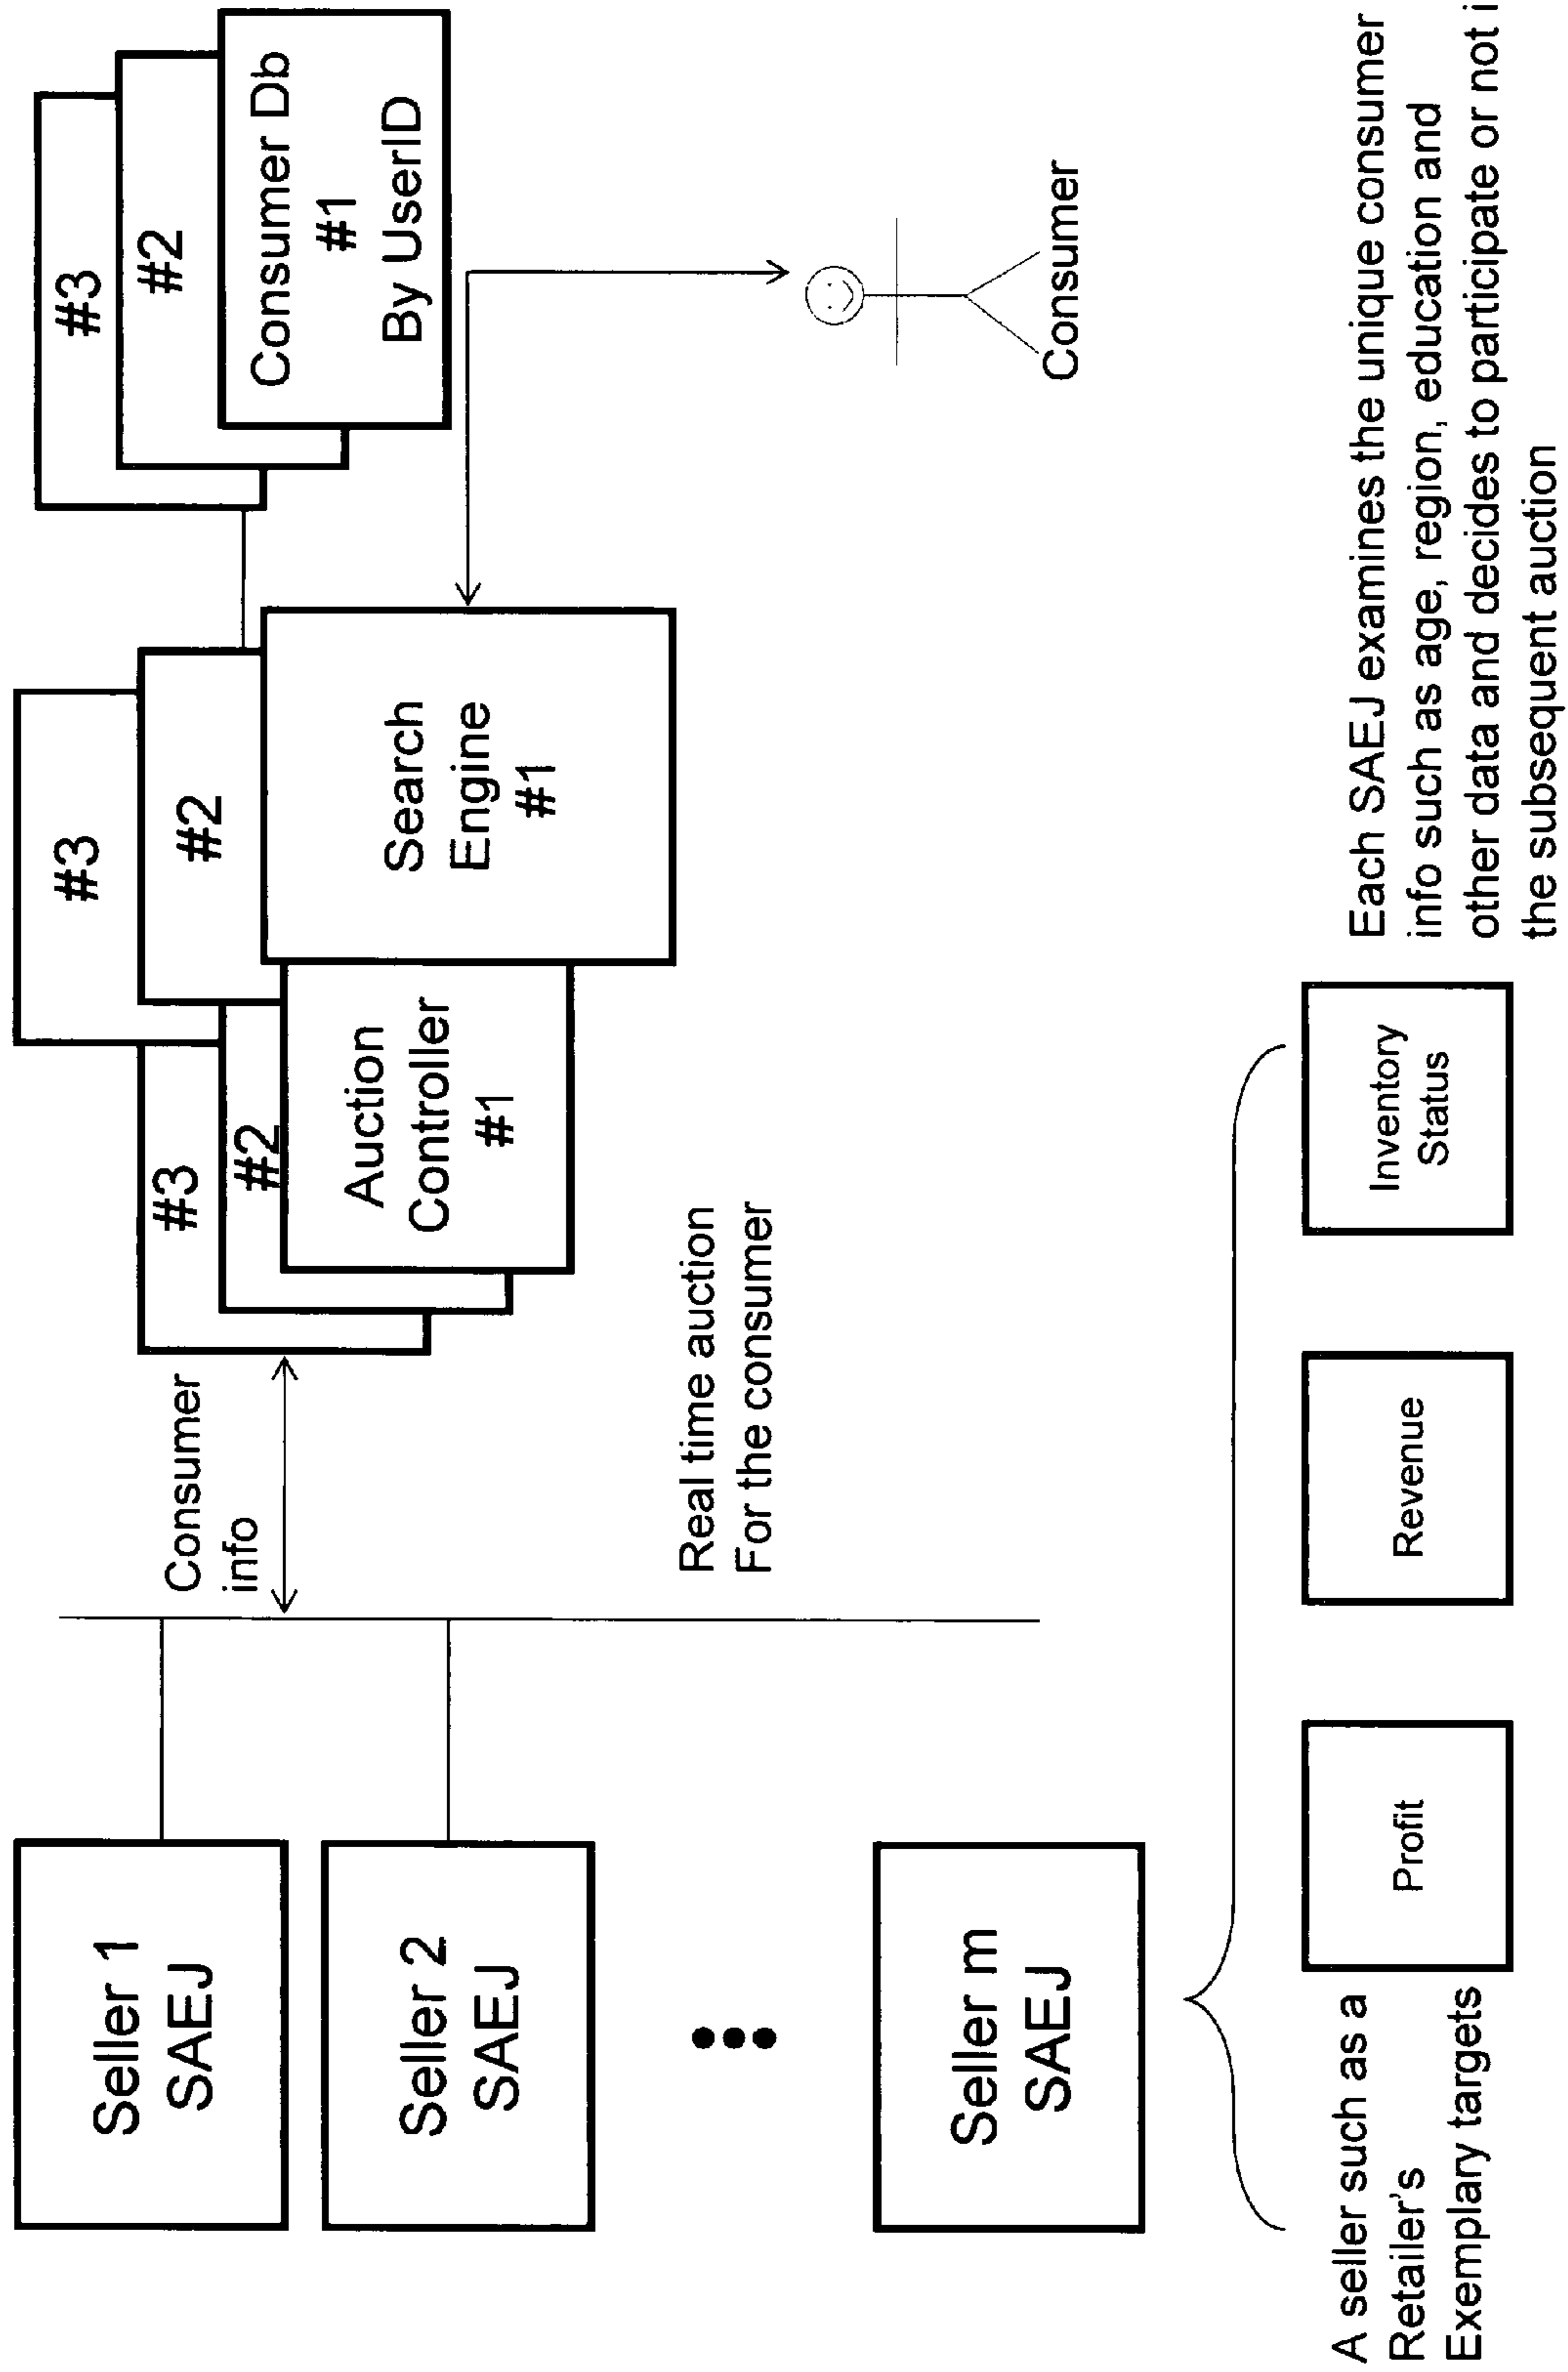 Seller 1
SAEJ
Seller 2
SAEJ
Seller m
SAEJ
Consumer
info
Real time auction
For the consumer
#3
#2
Auction
Controller
#1
#3
#2
Search
Engine
#1
#3
#2
Consumer Db
#1
By UserID
Consumer
A seller such as a
Retailer's
Exemplary targets
Profit
Revenue
Inventory
Status
Each SAEJ examines the unique consumer
info such as age, region, education and
other data and decides to participate or not i
the subsequent auction